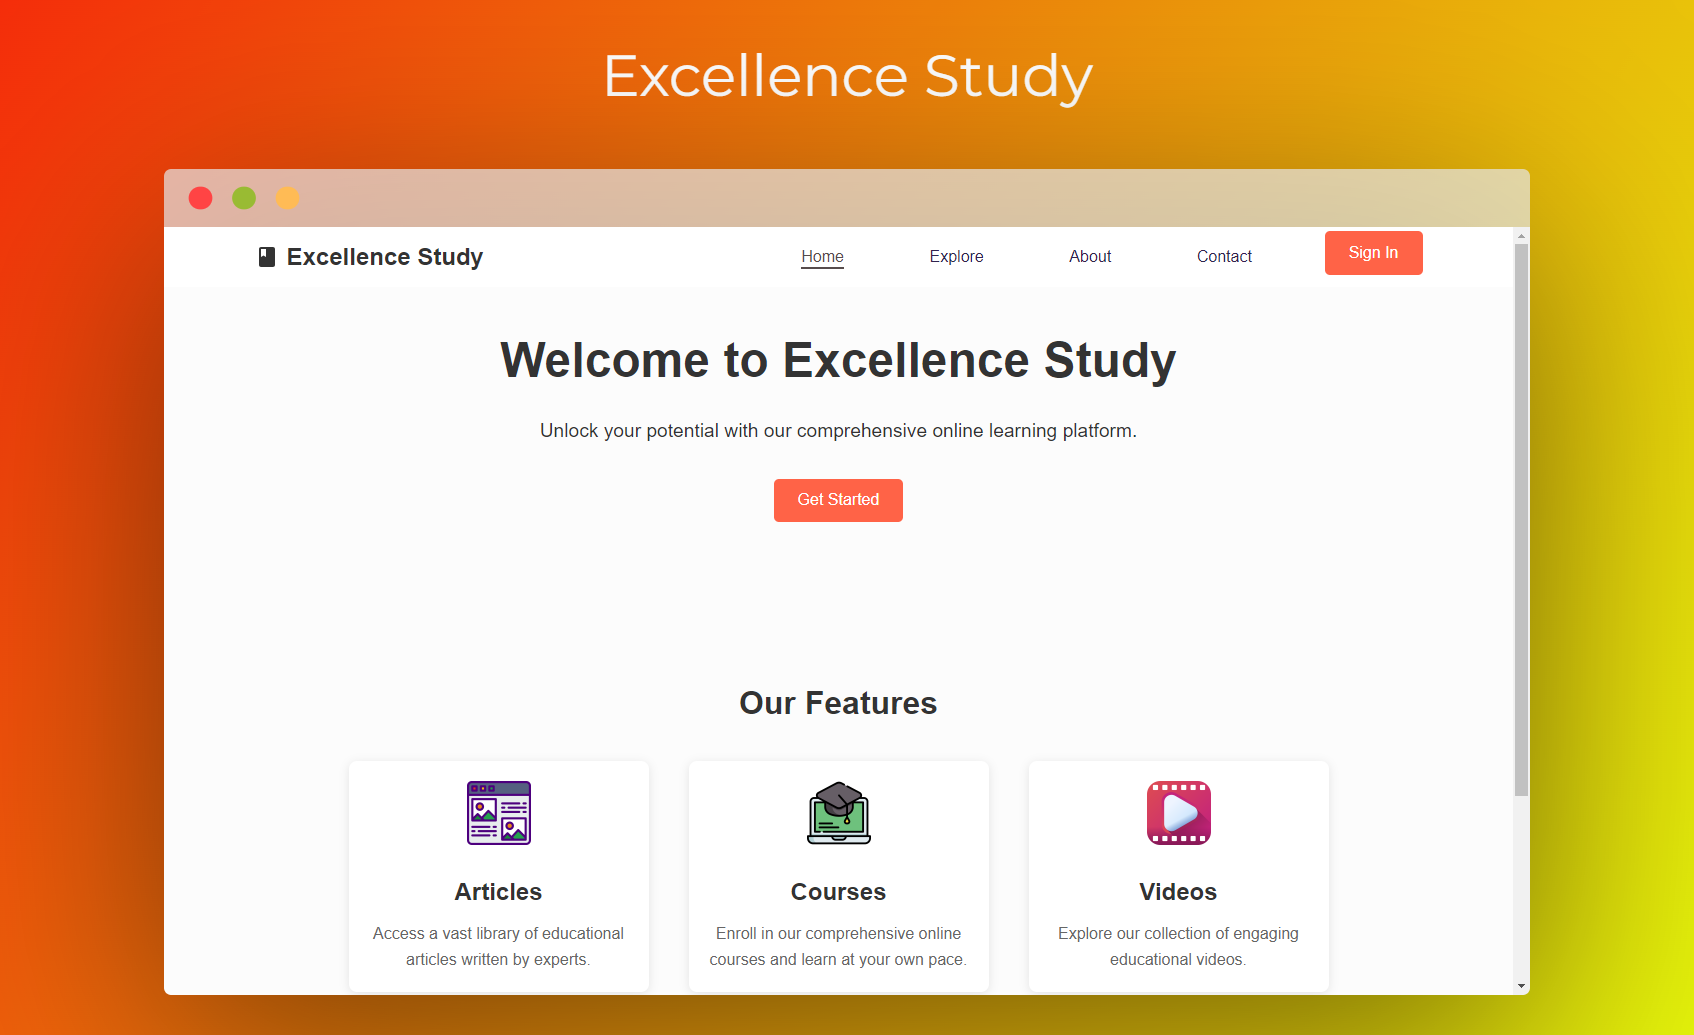 Excellence Study
Excellence Study
Home
Explore
About
Contact
Sign In
Welcome to Excellence Study
Unlock your potential with our comprehensive online learning platform.
Get Started
Our Features
Articles
Access a vast library of educational
articles written by experts.
Courses
Enroll in our comprehensive online
courses and learn at your own pace.
Videos
Explore our collection of engaging
educational videos.